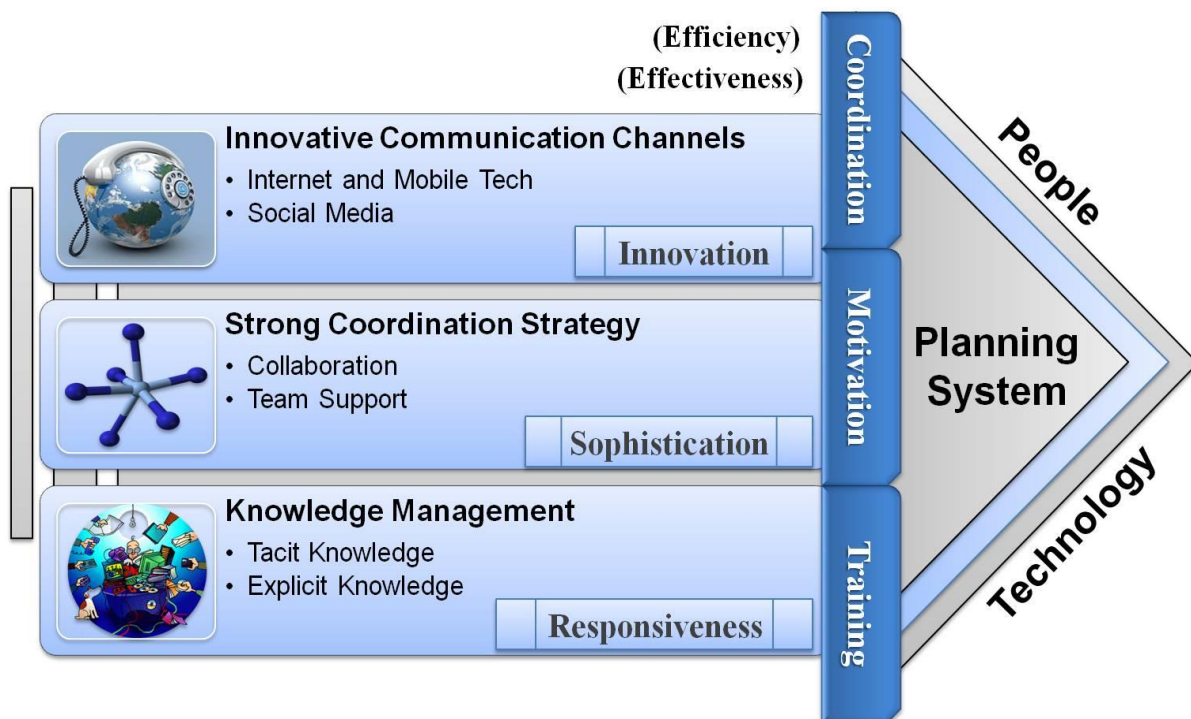 (Efficiency)
(Effectiveness)
Innovative Communication Channels
• Internet and Mobile Tech
• Social Media
Innovation
Strong Coordination Strategy
• Collaboration
• Team Support
Sophistication
Knowledge Management
• Tacit Knowledge
• Explicit Knowledge
Responsiveness
Coordination
Motivation
Training
Planning
System
People
Technology